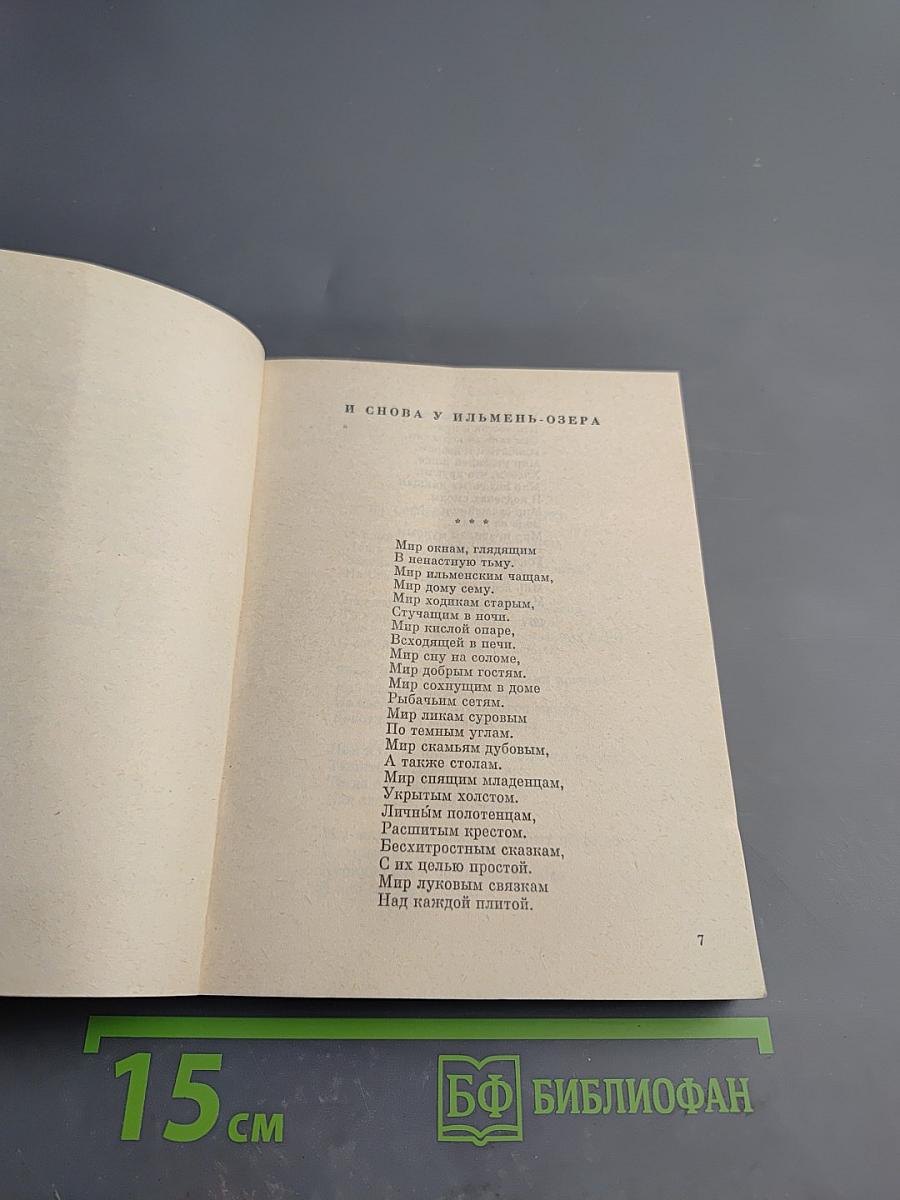 И СНОВА У ИЛЬМЕНЬ-ОЗЕРА
* * *
Мир окнам, глядящим
В ненастную тьму.
Мир ильменским чащам,
Мир дому сему.
Мир ходикам старым,
Стучащим в ночи.
Мир кислой опаре,
Всходящей в печи.
Мир сну на соломе,
Мир добрым гостям.
Мир сохнущим в доме
Рыбачьим сетям.
Мир ликам суровым
По темным углам.
Мир скамьям дубовым,
А также столам.
Мир спящим младенцам,
Укрытым холстом.
Личны́м полотенцам,
Расшитым крестом.
Бесхитростным сказкам,
С их целью простой.
Мир луковым связкам
Над каждой плитой.
7
15 см
БФ БИБЛИОФАН